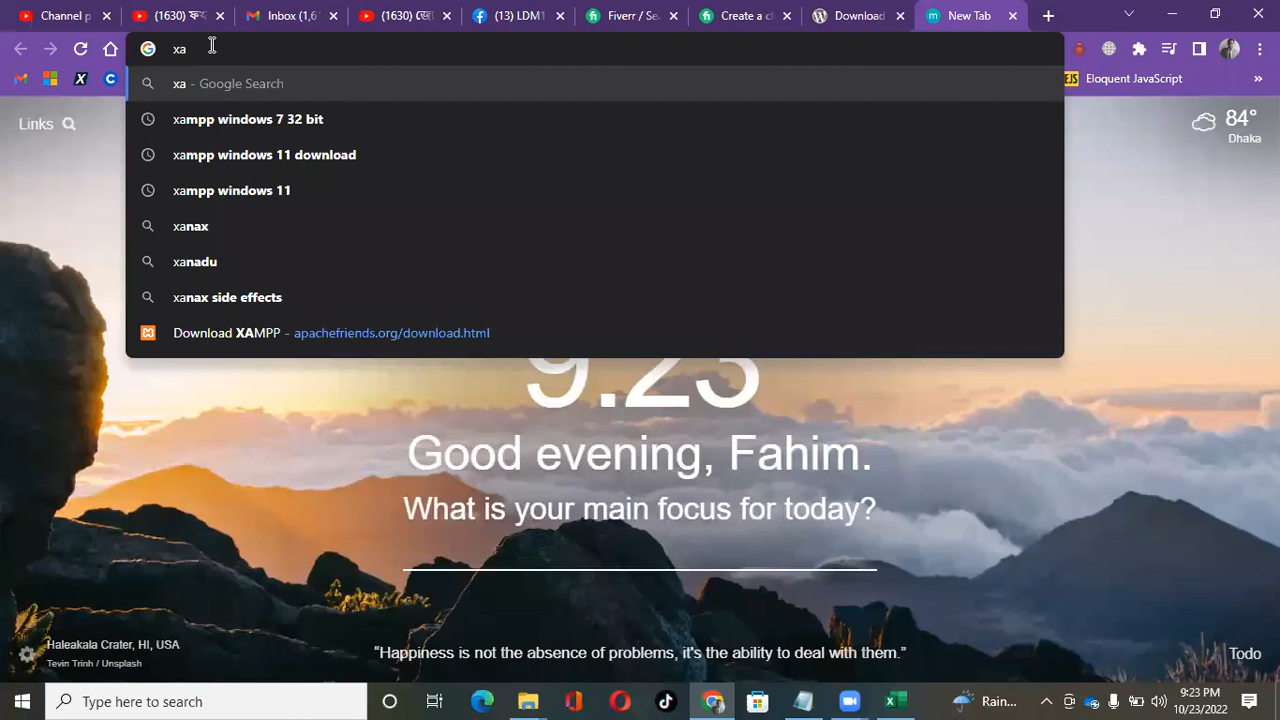 Channel p
(1630) ক্ষ
Inbox (1,6
(1630)
(13) LDM1
Fiverr / Se
Create a cl
Download
New Tab
xa
Eloquent JavaScript
xa - Google Search
xampp windows 7 32 bit
xampp windows 11 download
xampp windows 11
xanax
xanadu
xanax side effects
Download XAMPP - apachefriends.org/download.html
Links
84°
Dhaka
9:23
Good evening, Fahim.
What is your main focus for today?
Haleakala Crater, HI, USA
Tevin Trinh / Unsplash
“Happiness is not the absence of problems, it's the ability to deal with them.”
Todo
Type here to search
Rain...
9:23 PM
10/23/2022